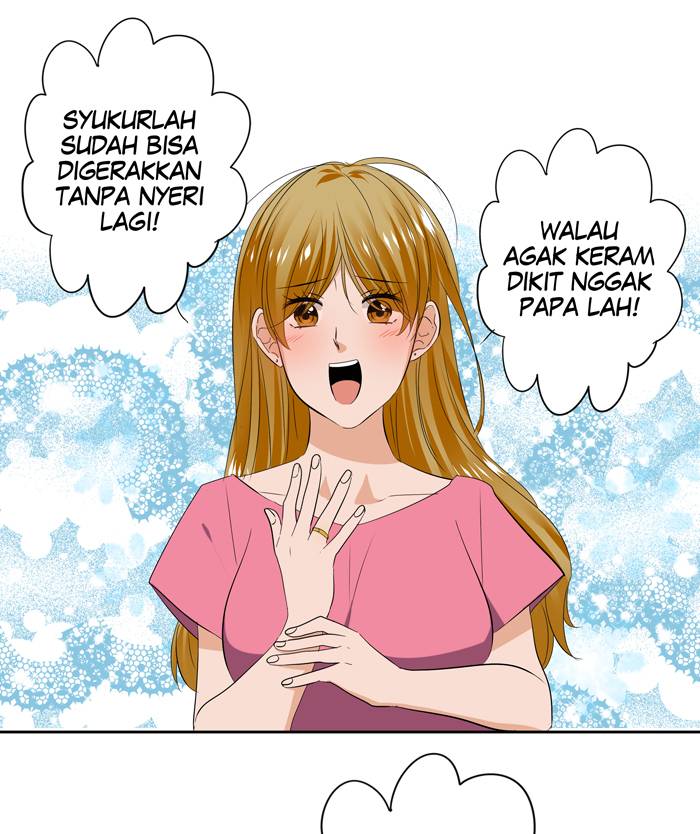 SYUKURLAH
SUDAH BISA
DIGERAKKAN
TANPA NYERI
LAGI!
WALAU
AGAK KERAM
DIKIT NGGAK
PAPA LAH!